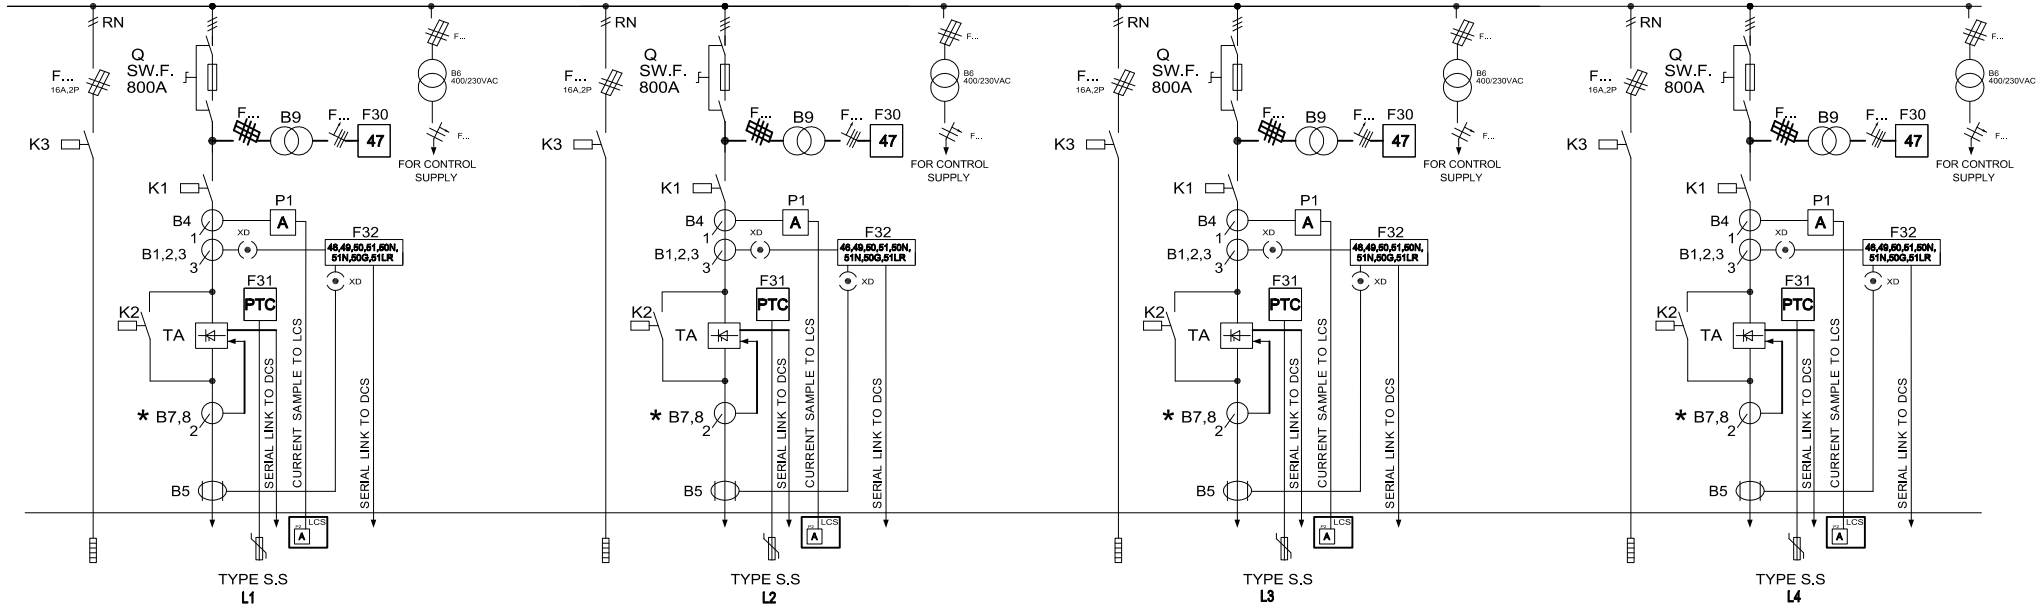 RN
Q
SW.F.
800A
F...
16A,2P
K3
F...
B6
400/230VAC
F...
FOR CONTROL
SUPPLY
F...
B9
F...
F30
47
K1
B4
1
P1
A
B1,2,3
3
XD
F32
46,49,50,51,50N,
51N,50G,51LR
XD
F31
PTC
K2
TA
* B7,8
2
SERIAL LINK TO DCS
CURRENT SAMPLE TO LCS
SERIAL LINK TO DCS
B5
P2
LCS
A
TYPE S.S
L1
RN
Q
SW.F.
800A
F...
16A,2P
K3
F...
B6
400/230VAC
F...
FOR CONTROL
SUPPLY
F...
B9
F...
F30
47
K1
B4
1
P1
A
B1,2,3
3
XD
F32
46,49,50,51,50N,
51N,50G,51LR
XD
F31
PTC
K2
TA
* B7,8
2
SERIAL LINK TO DCS
CURRENT SAMPLE TO LCS
SERIAL LINK TO DCS
B5
P2
LCS
A
TYPE S.S
L2
RN
Q
SW.F.
800A
F...
16A,2P
K3
F...
B6
400/230VAC
F...
FOR CONTROL
SUPPLY
F...
B9
F...
F30
47
K1
B4
1
P1
A
B1,2,3
3
XD
F32
46,49,50,51,50N,
51N,50G,51LR
XD
F31
PTC
K2
TA
* B7,8
2
SERIAL LINK TO DCS
CURRENT SAMPLE TO LCS
SERIAL LINK TO DCS
B5
P2
LCS
A
TYPE S.S
L3
RN
Q
SW.F.
800A
F...
16A,2P
K3
F...
B6
400/230VAC
F...
FOR CONTROL
SUPPLY
F...
B9
F...
F30
47
K1
B4
1
P1
A
B1,2,3
3
XD
F32
46,49,50,51,50N,
51N,50G,51LR
XD
F31
PTC
K2
TA
* B7,8
2
SERIAL LINK TO DCS
CURRENT SAMPLE TO LCS
SERIAL LINK TO DCS
B5
P2
LCS
A
TYPE S.S
L4